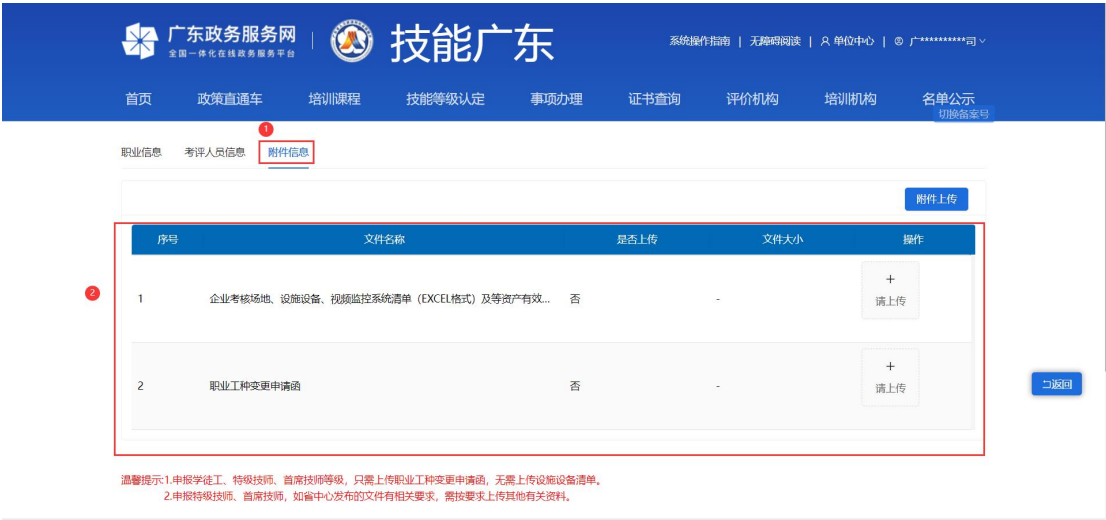 广东政务服务网
全国一体化在线政务服务平台
技能广东
系统操作指南 | 无障碍阅读 | 单位中心 | 广**********司
首页 政策直通车 培训课程 技能等级认定 事项办理 证书查询 评价机构 培训机构 名单公示
切换备案号
1
职业信息 考评人员信息 附件信息
附件上传
序号 文件名称 是否上传 文件大小 操作
2
1 企业考核场地、设施设备、视频监控系统清单（EXCEL格式）及等资产有效... 否 - + 请上传
2 职业工种变更申请函 否 - + 请上传
返回
温馨提示:1.申报学徒工、特级技师、首席技师等级，只需上传职业工种变更申请函，无需上传设施设备清单。
2.申报特级技师、首席技师，如省中心发布的文件有相关要求，需按要求上传其他有关资料。